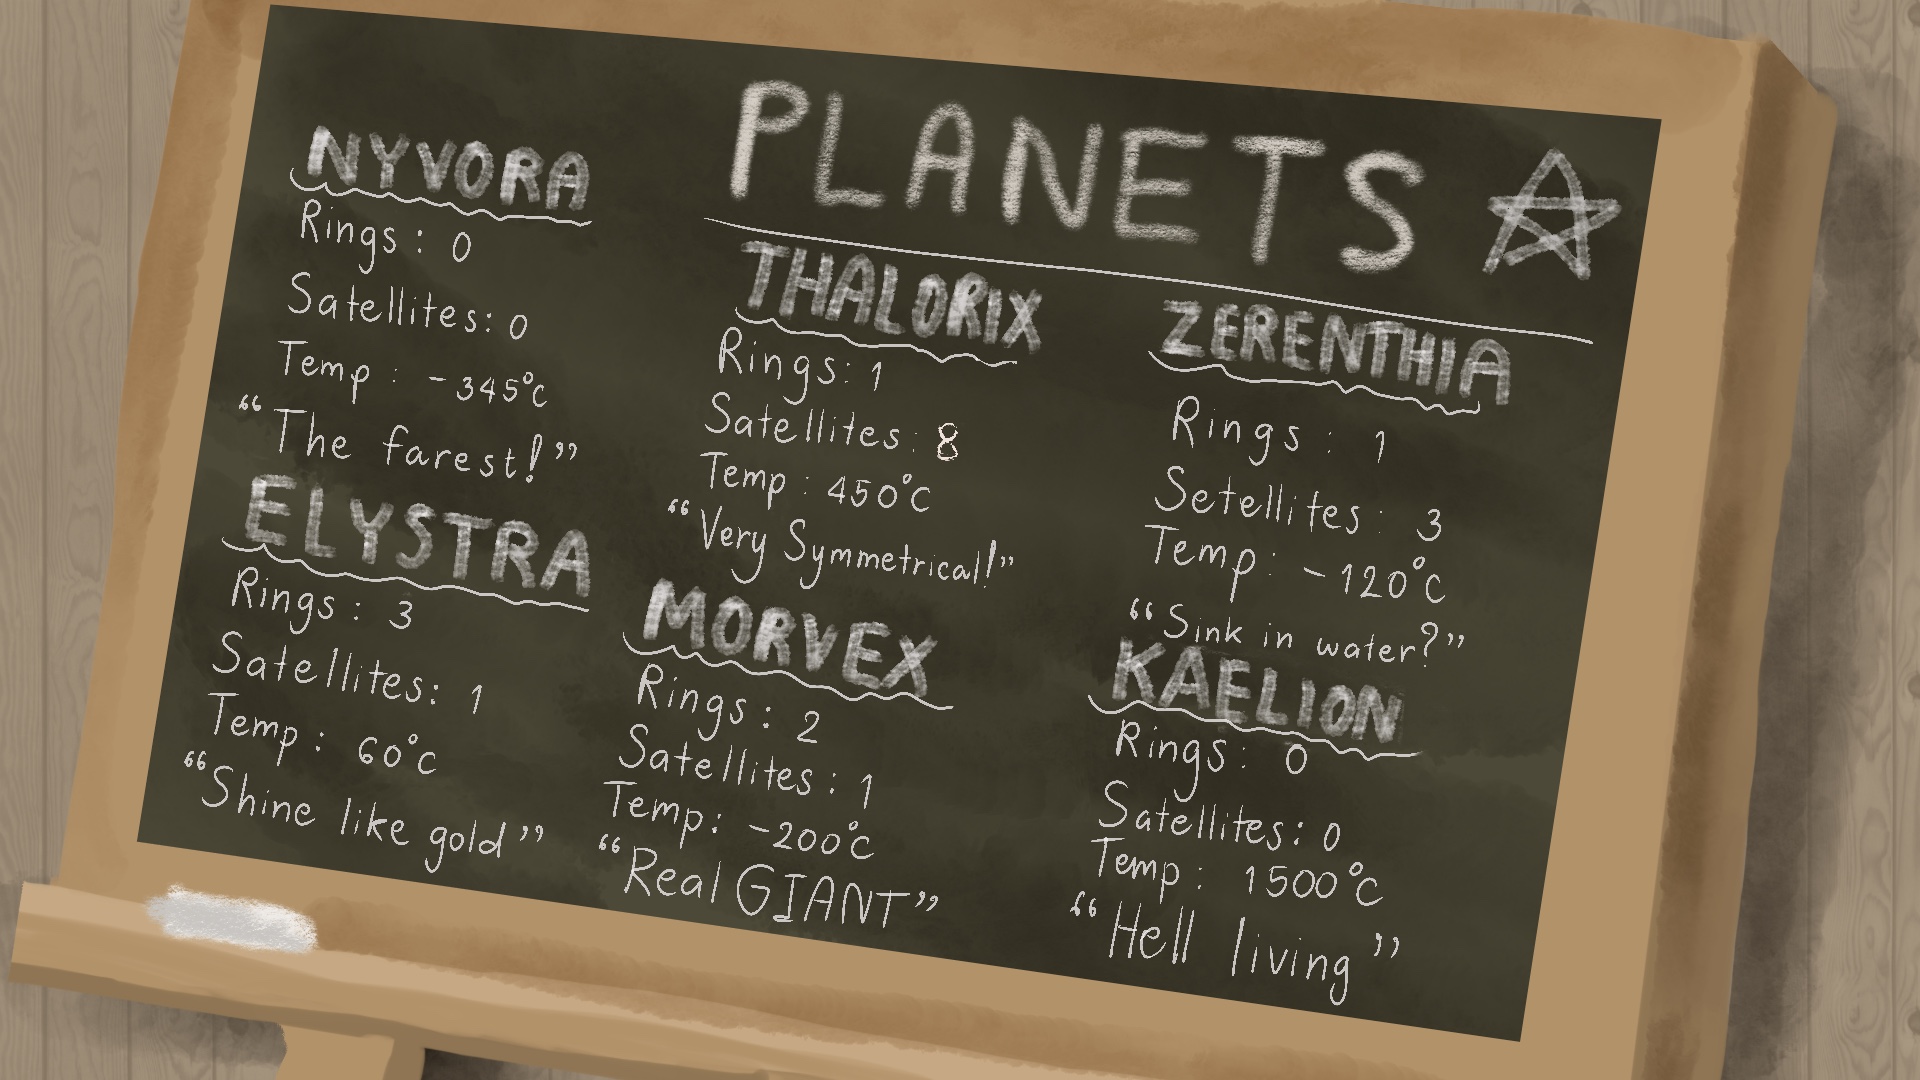 PLANETS
NYVORA
Rings : 0
Satellites: 0
Temp : -345°c
“The farest!”
ELYSTRA
Rings : 3
Satellites: 1
Temp : 60°c
“Shine like gold”
THALORIX
Rings: 1
Satellites: 8
Temp : 450°C
“Very Symmetrical!”
MORVEX
Rings : 2
Satellites : 1
Temp: -200°c
“Real GIANT”
ZERENTHIA
Rings : 1
Setellites: 3
Temp : -120°C
“Sink in water?”
KAELION
Rings: 0
Satellites: 0
Temp : 1500°C
“Hell living”